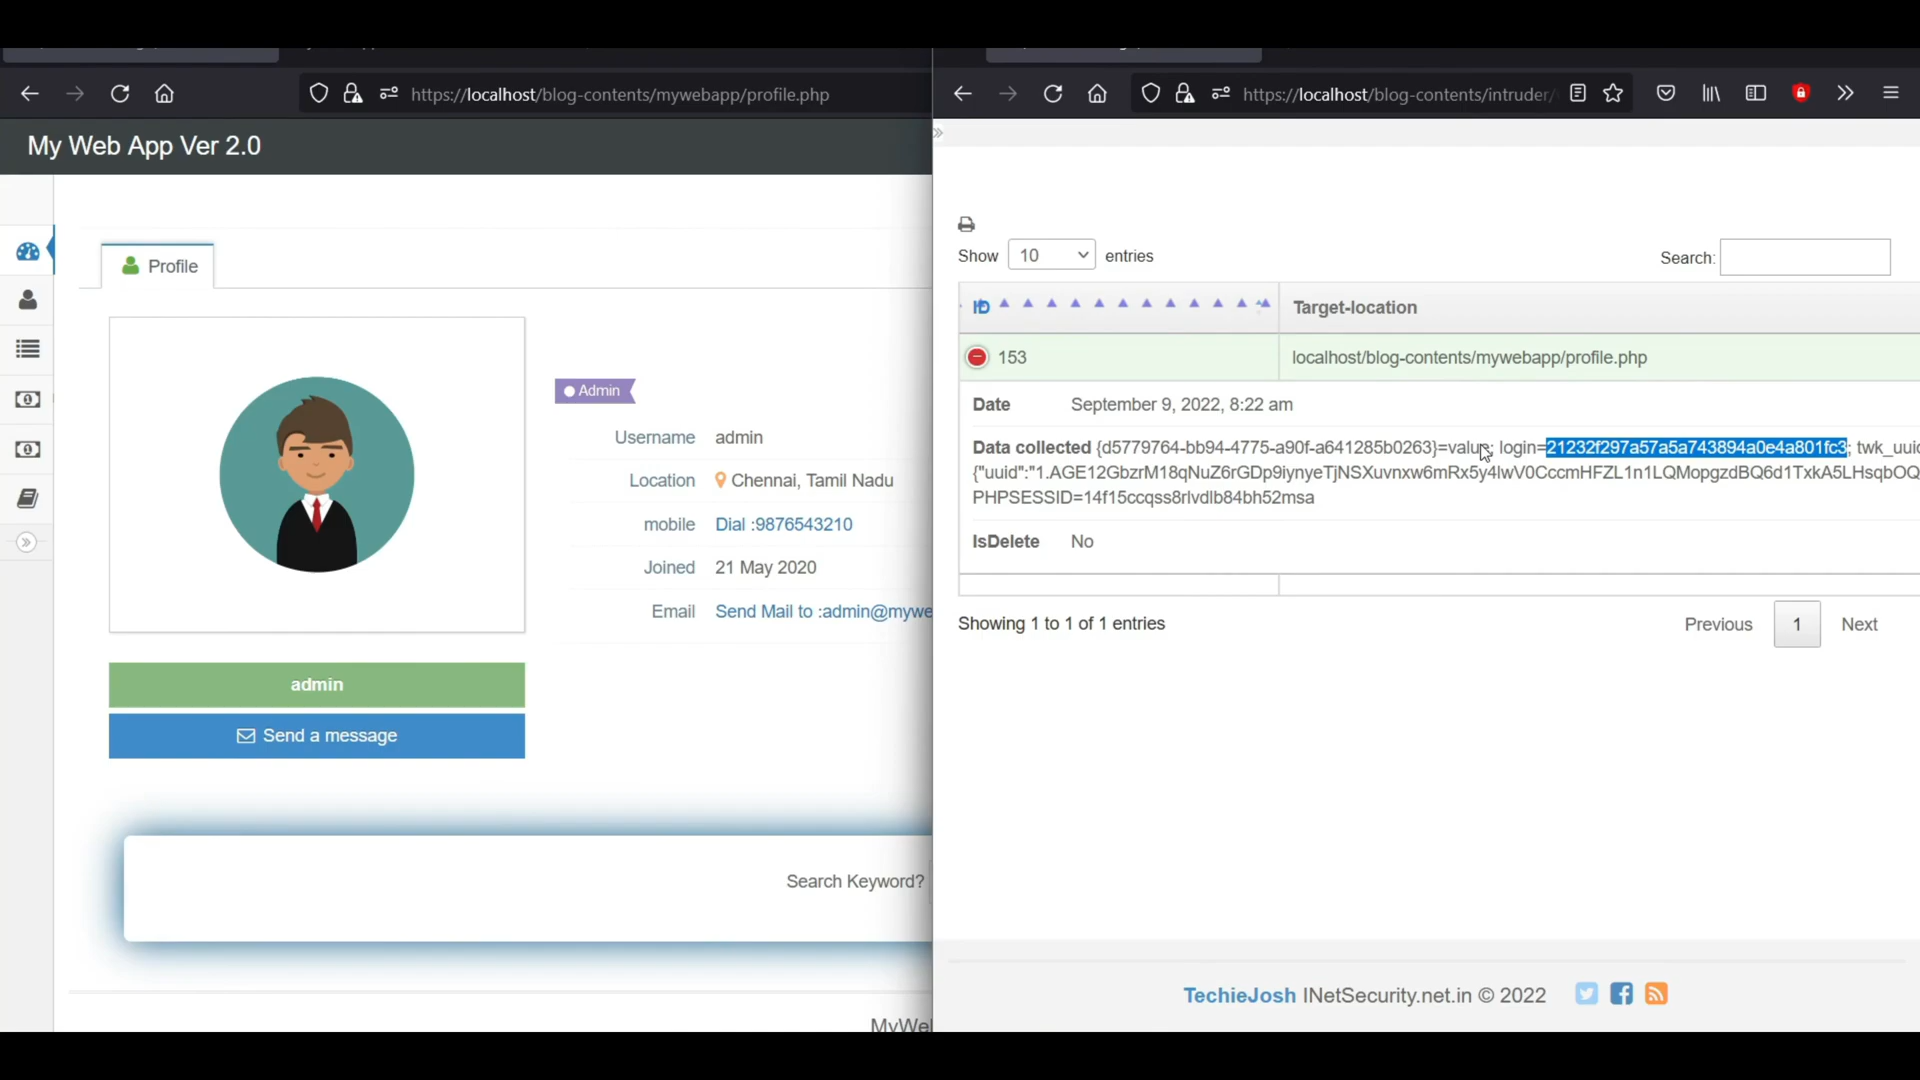 https://localhost/blog-contents/mywebapp/profile.php
My Web App Ver 2.0
Profile
Admin
Username admin
Location Chennai, Tamil Nadu
mobile Dial :9876543210
Joined 21 May 2020
Email Send Mail to :admin@mywe
admin
Send a message
Search Keyword?
MyWeb
https://localhost/blog-contents/intruder/
Show 10 entries
Search:
ID Target-location
153 localhost/blog-contents/mywebapp/profile.php
Date September 9, 2022, 8:22 am
Data collected {d5779764-bb94-4775-a90f-a641285b0263}=value; login=21232f297a57a5a743894a0e4a801fc3; twk_uuid
{"uuid":"1.AGE12GbzrM18qNuZ6rGDp9iynyeTjNSXuvnxw6mRx5y4lwV0CccmHFZL1n1LQMopgzdBQ6d1TxkA5LHsqbOQ
PHPSESSID=14f15ccqss8rlvdlb84bh52msa
IsDelete No
Showing 1 to 1 of 1 entries
Previous 1 Next
TechieJosh INetSecurity.net.in © 2022